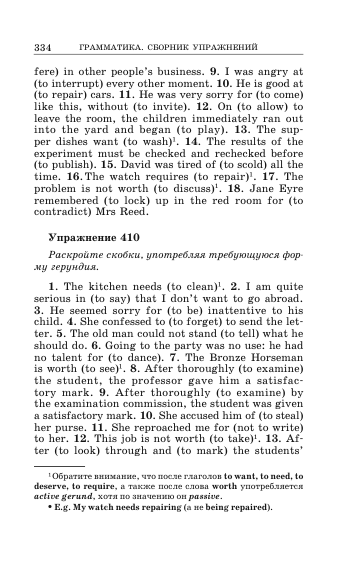 334 ГРАММАТИКА. СБОРНИК УПРАЖНЕНИЙ
fere) in other people's business. 9. I was angry at
(to interrupt) every other moment. 10. He is good at
(to repair) cars. 11. He was very sorry for (to come)
like this, without (to invite). 12. On (to allow) to
leave the room, the children immediately ran out
into the yard and began (to play). 13. The sup-
per dishes want (to wash)¹. 14. The results of the
experiment must be checked and rechecked before
(to publish). 15. David was tired of (to scold) all the
time. 16. The watch requires (to repair)¹. 17. The
problem is not worth (to discuss)¹. 18. Jane Eyre
remembered (to lock) up in the red room for (to
contradict) Mrs Reed.
Упражнение 410
Раскройте скобки, употребляя требующуюся фор-
му герундия.
1. The kitchen needs (to clean)¹. 2. I am quite
serious in (to say) that I don't want to go abroad.
3. He seemed sorry for (to be) inattentive to his
child. 4. She confessed to (to forget) to send the let-
ter. 5. The old man could not stand (to tell) what he
should do. 6. Going to the party was no use: he had
no talent for (to dance). 7. The Bronze Horseman
is worth (to see)¹. 8. After thoroughly (to examine)
the student, the professor gave him a satisfac-
tory mark. 9. After thoroughly (to examine) by
the examination commission, the student was given
a satisfactory mark. 10. She accused him of (to steal)
her purse. 11. She reproached me for (not to write)
to her. 12. This job is not worth (to take)¹. 13. Af-
ter (to look) through and (to mark) the students'
¹Обратите внимание, что после глаголов to want, to need, to
deserve, to require, а также после слова worth употребляется
active gerund, хотя по значению он passive.
• E.g. My watch needs repairing (а не being repaired).